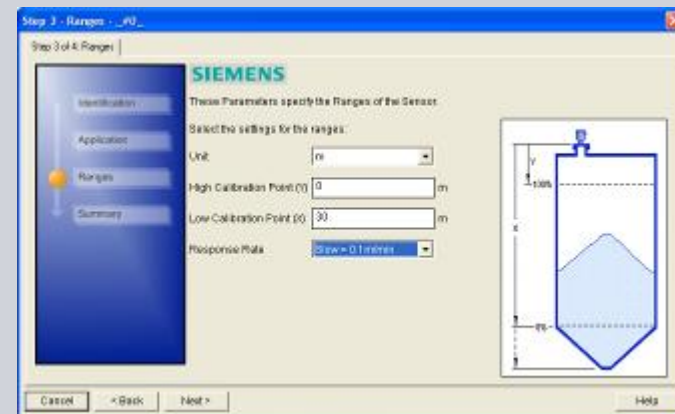 Step 3 - Ranges - _#0_
Step 3 of 4: Ranges
SIEMENS
Identification
Application
Ranges
Summary
These Parameters specify the Ranges of the Sensor
Select the settings for the ranges:
Unit m
High Calibration Point (Y) 0 m
Low Calibration Point (X) 30 m
Response Rate Slow = 0.1m/min
Y
100%
X
0%
Cancel < Back Next > Help